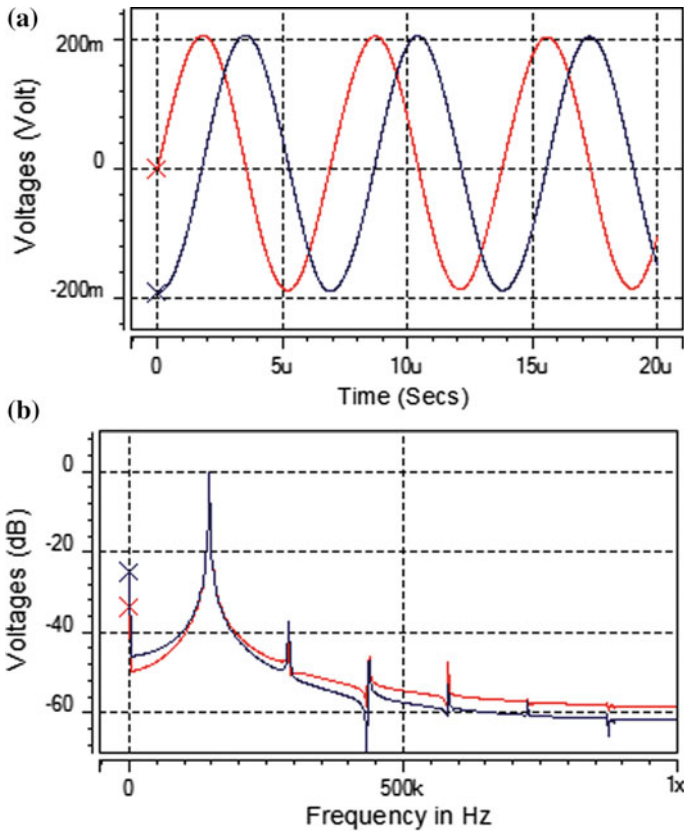 (a)
Voltages (Volt)
200m
0
-200m
0 5u 10u 15u 20u
Time (Secs)
(b)
Voltages (dB)
0
-20
-40
-60
0 500k 1x
Frequency in Hz